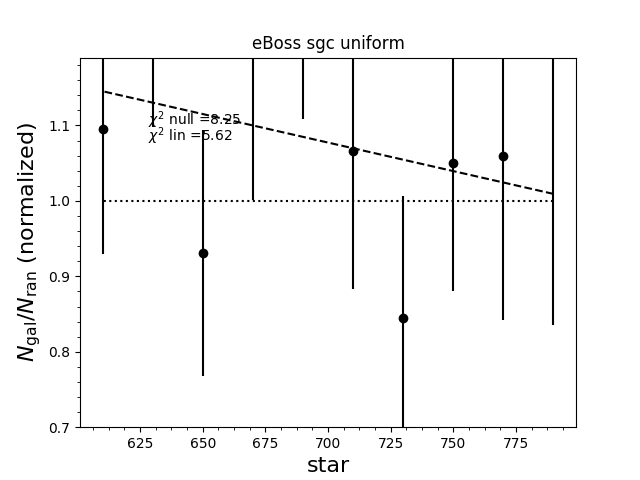 eBoss sgc uniform
N_gal/N_ran (normalized)
1.1
1.0
0.9
0.8
0.7
χ² null =8.25
χ² lin =5.62
625 650 675 700 725 750 775
star